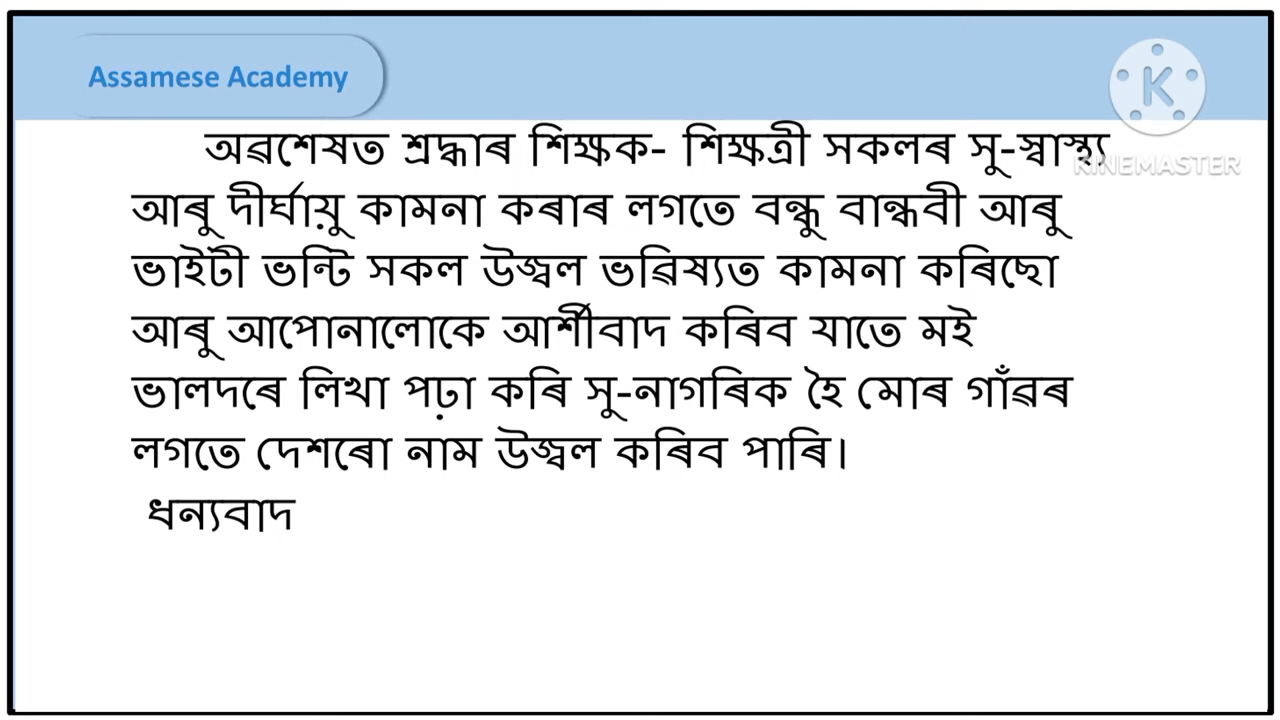 Assamese Academy
অৱশেষত শ্ৰদ্ধাৰ শিক্ষক- শিক্ষত্ৰী সকলৰ সু-স্বাস্থ্য
KINEMASTER
আৰু দীৰ্ঘায়ু কামনা কৰাৰ লগতে বন্ধু বান্ধবী আৰু
ভাইটী ভন্টি সকল উজ্বল ভৱিষ্যত কামনা কৰিছো
আৰু আপোনালোকে আৰ্শীবাদ কৰিব যাতে মই
ভালদৰে লিখা পঢ়া কৰি সু-নাগৰিক হৈ মোৰ গাঁৱৰ
লগতে দেশৰো নাম উজ্বল কৰিব পাৰি।
ধন্যবাদ